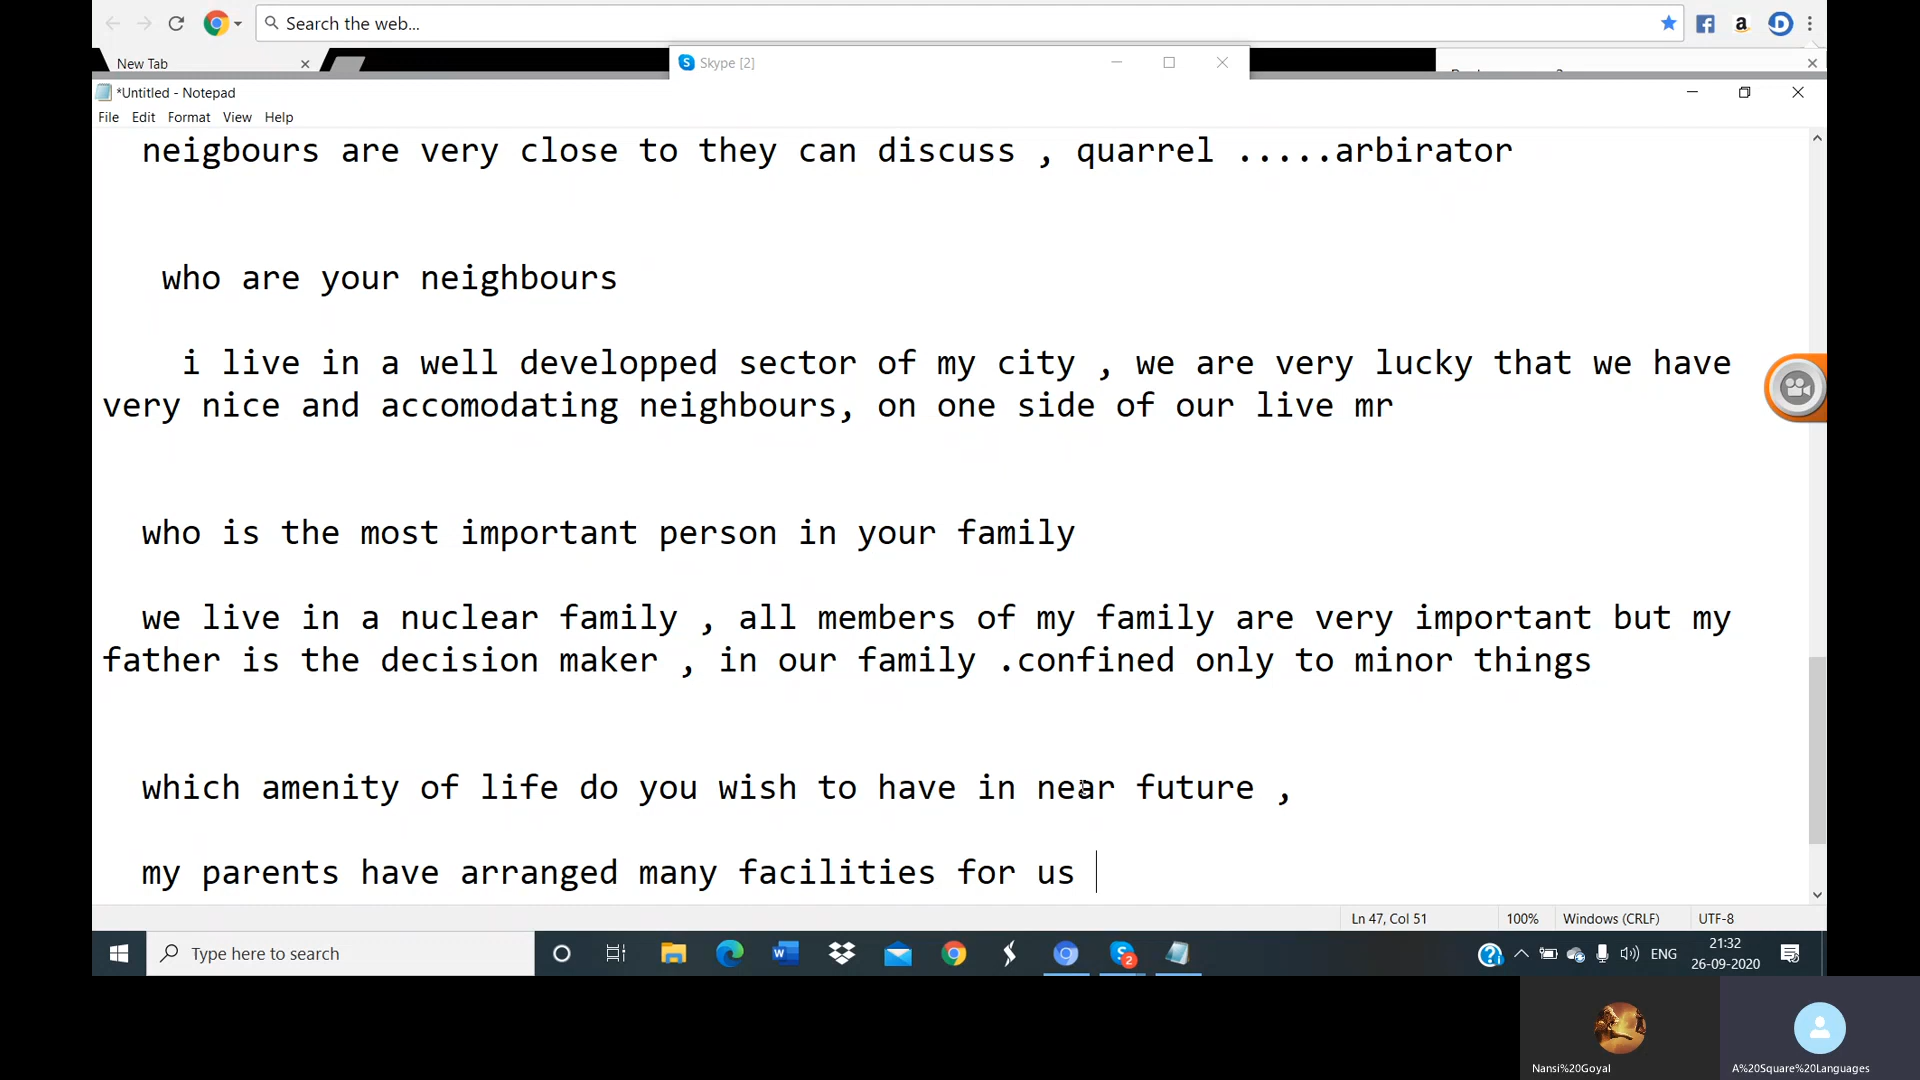 Search the web...
New Tab
Skype [2]
*Untitled - Notepad
File Edit Format View Help
neigbours are very close to they can discuss , quarrel .....arbirator
who are your neighbours
i live in a well developped sector of my city , we are very lucky that we have
very nice and accomodating neighbours, on one side of our live mr
who is the most important person in your family
we live in a nuclear family , all members of my family are very important but my
father is the decision maker , in our family .confined only to minor things
which amenity of life do you wish to have in near future ,
my parents have arranged many facilities for us
Ln 47, Col 51 100% Windows (CRLF) UTF-8
Type here to search
ENG
21:32
26-09-2020
Nansi%20Goyal
A%20Square%20Languages